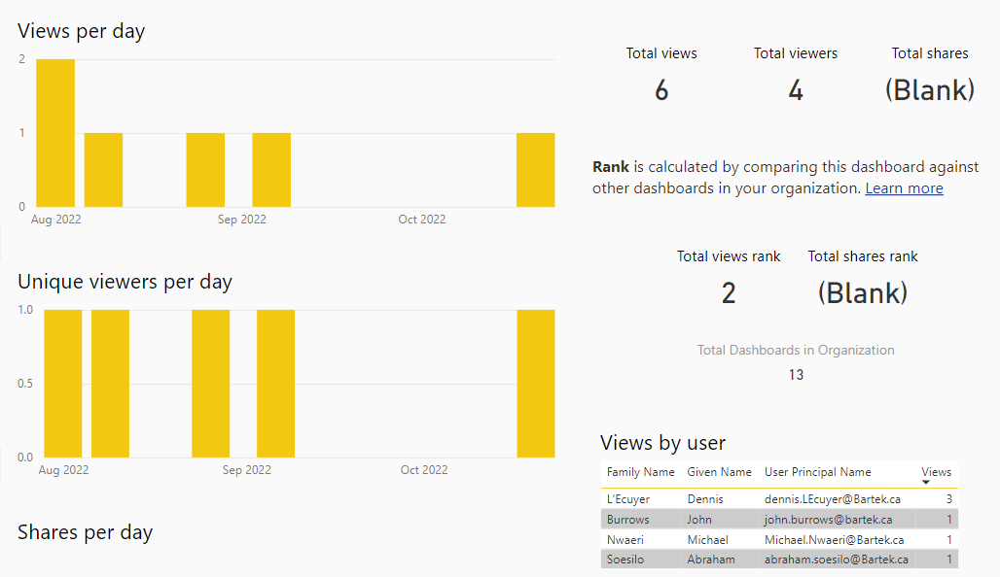 Views per day
2
1
0
Aug 2022 Sep 2022 Oct 2022
Unique viewers per day
1.0
0.5
0.0
Aug 2022 Sep 2022 Oct 2022
Shares per day
Total views Total viewers Total shares
6 4 (Blank)
Rank is calculated by comparing this dashboard against
other dashboards in your organization. Learn more
Total views rank Total shares rank
2 (Blank)
Total Dashboards in Organization
13
Views by user
Family Name Given Name User Principal Name Views
L'Ecuyer Dennis dennis.LEcuyer@Bartek.ca 3
Burrows John john.burrows@bartek.ca 1
Nwaeri Michael Michael.Nwaeri@Bartek.ca 1
Soesilo Abraham abraham.soesilo@Bartek.ca 1